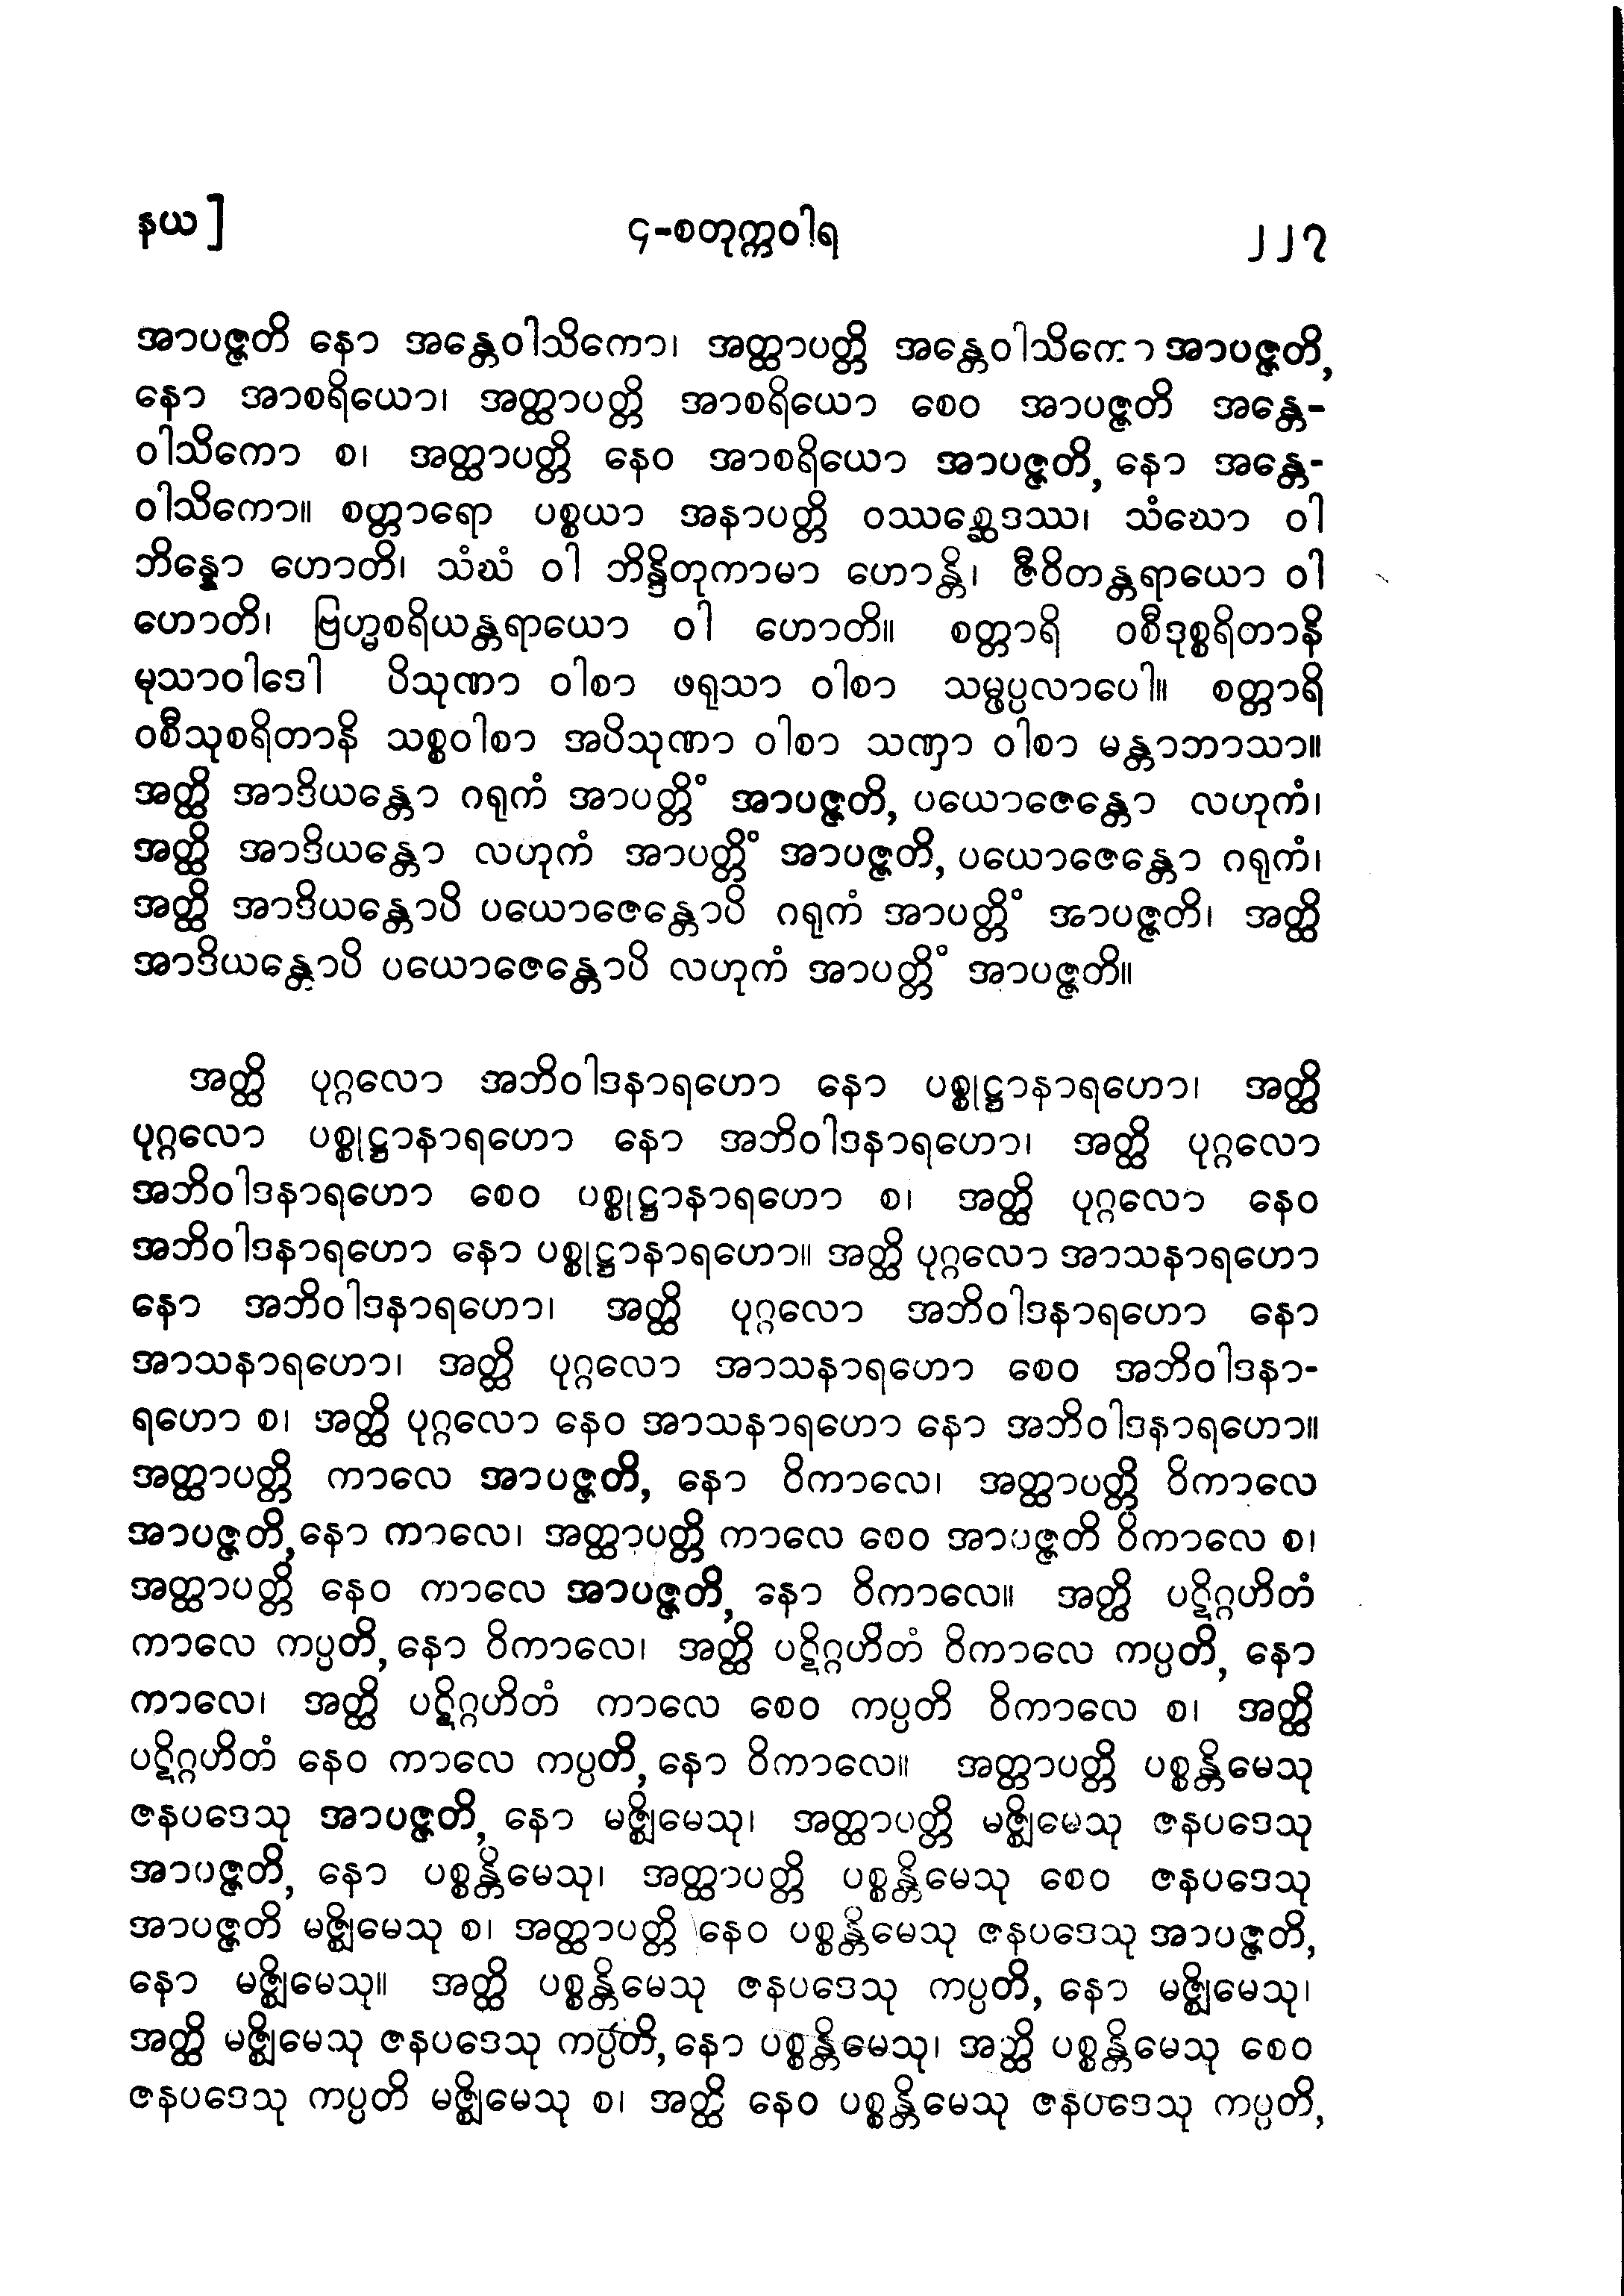 နယ ]
၄-စတုက္ကဝါရ
၂၂၇
အာပဇ္ဇတိ နော အန္တေဝါသိကော၊ အတ္ထာပတ္တိ အန္တေဝါသိကော အာပဇ္ဇတိ,
နော အာစရိယော၊ အတ္ထာပတ္တိ အာစရိယော စေဝ အာပဇ္ဇတိ အန္တေ-
ဝါသိကော စ၊ အတ္ထာပတ္တိ နေဝ အာစရိယော အာပဇ္ဇတိ, နော အန္တေ-
ဝါသိကော။ စတ္တာရော ပစ္စယာ အနာပတ္တိ ဝဿစ္ဆေဒဿ၊ သံဃော ဝါ
ဘိန္နော ဟောတိ၊ သံဃံ ဝါ ဘိန္ဒိတုကာမာ ဟောန္တိ၊ ဇီဝိတန္တရာယော ဝါ
ဟောတိ၊ ဗြဟ္မစရိယန္တရာယော ဝါ ဟောတိ။ စတ္တာရိ ဝစီဒုစ္စရိတာနိ
မုသာဝါဒေါ ပိသုဏာ ဝါစာ ဖရုသာ ဝါစာ သမ္ဖပ္ပလာပေါ။ စတ္တာရိ
ဝစီသုစရိတာနိ သစ္စဝါစာ အပိသုဏာ ဝါစာ သဏှာ ဝါစာ မန္တာဘာသာ။
အတ္ထိ အာဒိယန္တော ဂရုကံ အာပတ္တိံ အာပဇ္ဇတိ, ပယောဇေန္တော လဟုကံ၊
အတ္ထိ အာဒိယန္တော လဟုကံ အာပတ္တိံ အာပဇ္ဇတိ, ပယောဇေန္တော ဂရုကံ၊
အတ္ထိ အာဒိယန္တောပိ ပယောဇေန္တောပိ ဂရုကံ အာပတ္တိံ အာပဇ္ဇတိ၊ အတ္ထိ
အာဒိယန္တောပိ ပယောဇေန္တောပိ လဟုကံ အာပတ္တိံ အာပဇ္ဇတိ။
အတ္ထိ ပုဂ္ဂလော အဘိဝါဒနာရဟော နော ပစ္စုဋ္ဌာနာရဟော၊ အတ္ထိ
ပုဂ္ဂလော ပစ္စုဋ္ဌာနာရဟော နော အဘိဝါဒနာရဟော၊ အတ္ထိ ပုဂ္ဂလော
အဘိဝါဒနာရဟော စေဝ ပစ္စုဋ္ဌာနာရဟော စ၊ အတ္ထိ ပုဂ္ဂလော နေဝ
အဘိဝါဒနာရဟော နော ပစ္စုဋ္ဌာနာရဟော။ အတ္ထိ ပုဂ္ဂလော အာသနာရဟော
နော အဘိဝါဒနာရဟော၊ အတ္ထိ ပုဂ္ဂလော အဘိဝါဒနာရဟော နော
အာသနာရဟော၊ အတ္ထိ ပုဂ္ဂလော အာသနာရဟော စေဝ အဘိဝါဒနာ-
ရဟော စ၊ အတ္ထိ ပုဂ္ဂလော နေဝ အာသနာရဟော နော အဘိဝါဒနာရဟော။
အတ္ထာပတ္တိ ကာလေ အာပဇ္ဇတိ, နော ဝိကာလေ၊ အတ္ထာပတ္တိ ဝိကာလေ
အာပဇ္ဇတိ, နော ကာလေ၊ အတ္ထာပတ္တိ ကာလေ စေဝ အာပဇ္ဇတိ ဝိကာလေ စ၊
အတ္ထာပတ္တိ နေဝ ကာလေ အာပဇ္ဇတိ, နော ဝိကာလေ။ အတ္ထိ ပဋိဂ္ဂဟိတံ
ကာလေ ကပ္ပတိ, နော ဝိကာလေ၊ အတ္ထိ ပဋိဂ္ဂဟိတံ ဝိကာလေ ကပ္ပတိ, နော
ကာလေ၊ အတ္ထိ ပဋိဂ္ဂဟိတံ ကာလေ စေဝ ကပ္ပတိ ဝိကာလေ စ၊ အတ္ထိ
ပဋိဂ္ဂဟိတံ နေဝ ကာလေ ကပ္ပတိ, နော ဝိကာလေ။ အတ္ထာပတ္တိ ပစ္စန္တိမေသု
ဇနပဒေသု အာပဇ္ဇတိ, နော မဇ္ဈိမေသု၊ အတ္ထာပတ္တိ မဇ္ဈိမေသု ဇနပဒေသု
အာပဇ္ဇတိ, နော ပစ္စန္တိမေသု၊ အတ္ထာပတ္တိ ပစ္စန္တိမေသု စေဝ ဇနပဒေသု
အာပဇ္ဇတိ မဇ္ဈိမေသု စ၊ အတ္ထာပတ္တိ နေဝ ပစ္စန္တိမေသု ဇနပဒေသု အာပဇ္ဇတိ,
နော မဇ္ဈိမေသု။ အတ္ထိ ပစ္စန္တိမေသု ဇနပဒေသု ကပ္ပတိ, နော မဇ္ဈိမေသု၊
အတ္ထိ မဇ္ဈိမေသု ဇနပဒေသု ကပ္ပတိ, နော ပစ္စန္တိမေသု၊ အတ္ထိ ပစ္စန္တိမေသု စေဝ
ဇနပဒေသု ကပ္ပတိ မဇ္ဈိမေသု စ၊ အတ္ထိ နေဝ ပစ္စန္တိမေသု ဇနပဒေသု ကပ္ပတိ,